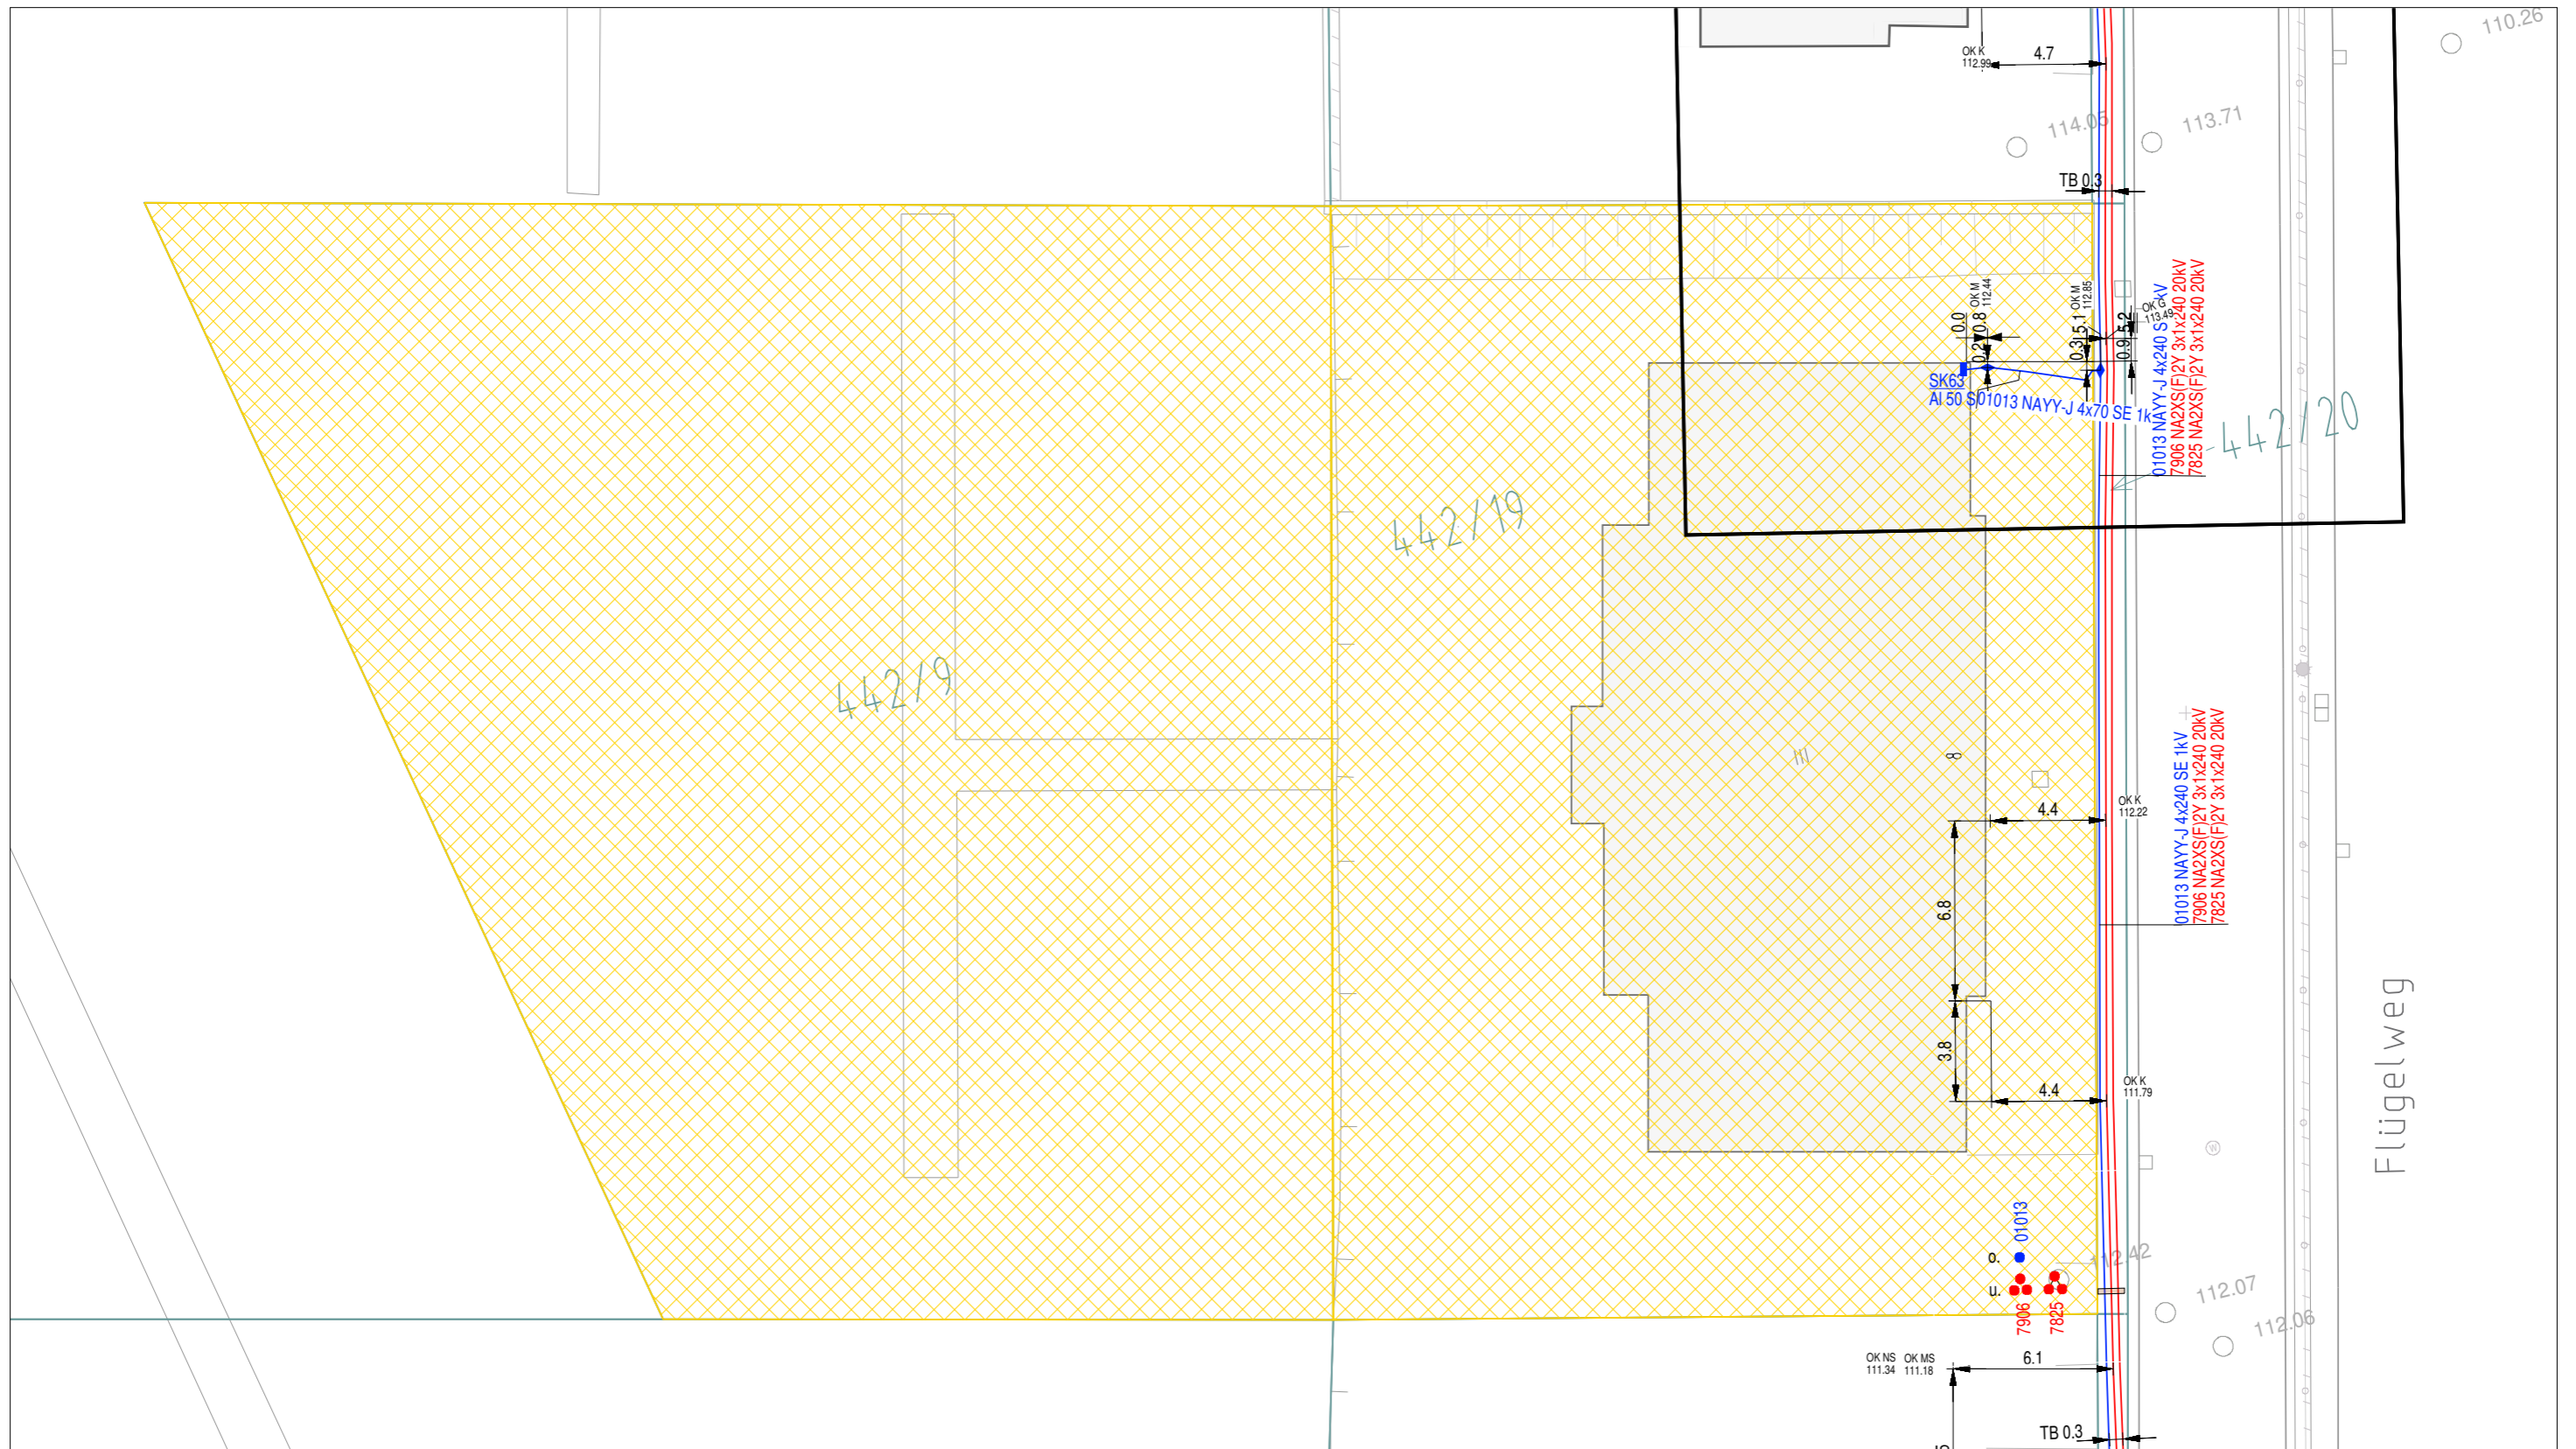 110.26
OK K
112.99
4.7
114.05
113.71
TB 0.3
0.0
0.8
OK M
112.44
0.2
OK M
112.85
5.1
0.3
5.2
0.9
OK G
113.49
SK63
Al 50 S
01013 NAYY-J 4x70 SE 1k
01013 NAYY-J 4x240 S kV
7906 NA2XS(F)2Y 3x1x240 20kV
7825 NA2XS(F)2Y 3x1x240 20kV
442/20
442/19
442/9
III
8
01013 NAYY-J 4x240 SE 1kV
7906 NA2XS(F)2Y 3x1x240 20kV
7825 NA2XS(F)2Y 3x1x240 20kV
4.4
OK K
112.22
6.8
3.8
4.4
OK K
111.79
Flügelweg
W
01013
o.
u.
7906
7825
112.42
112.07
112.06
OK NS
111.34
OK MS
111.18
6.1
TB 0.3